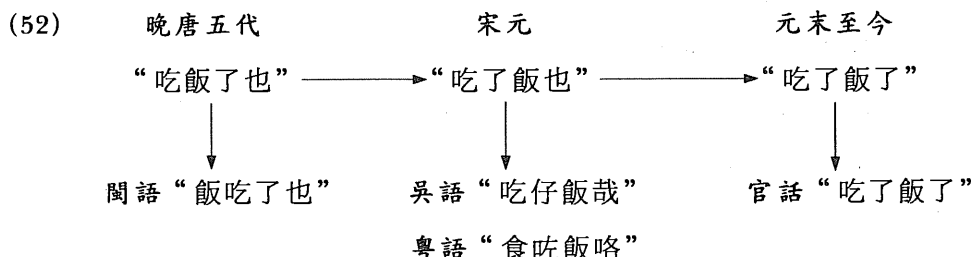 (52) 晚唐五代 宋元 元末至今
“吃飯了也” “吃了飯也” “吃了飯了”
閩語“飯吃了也” 吳語“吃仔飯哉” 官話“吃了飯了”
粵語“食咗飯咯”